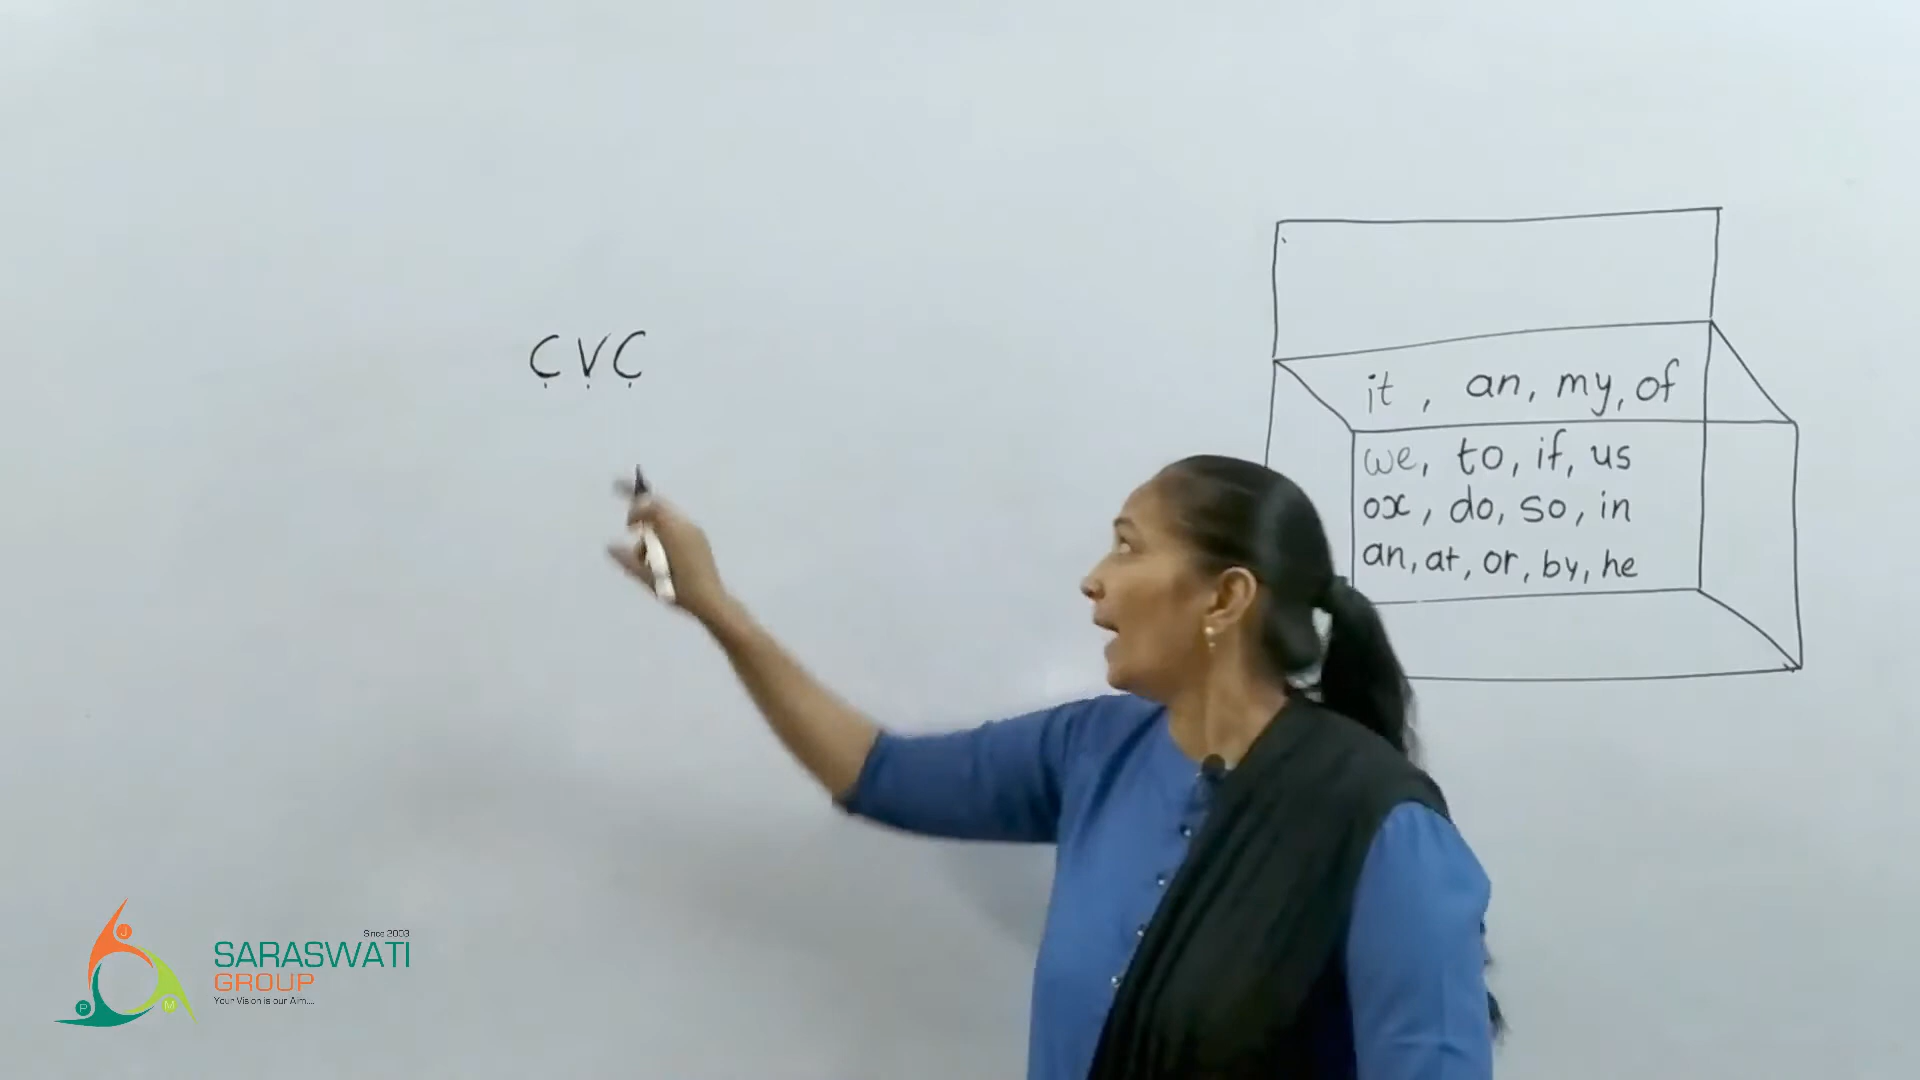 CVC
it, an, my, of
we, to, if, us
ox, do, so, in
an, at, or, by, he
J
P
M
Since 2003
SARASWATI
GROUP
Your Vision is our Aim....